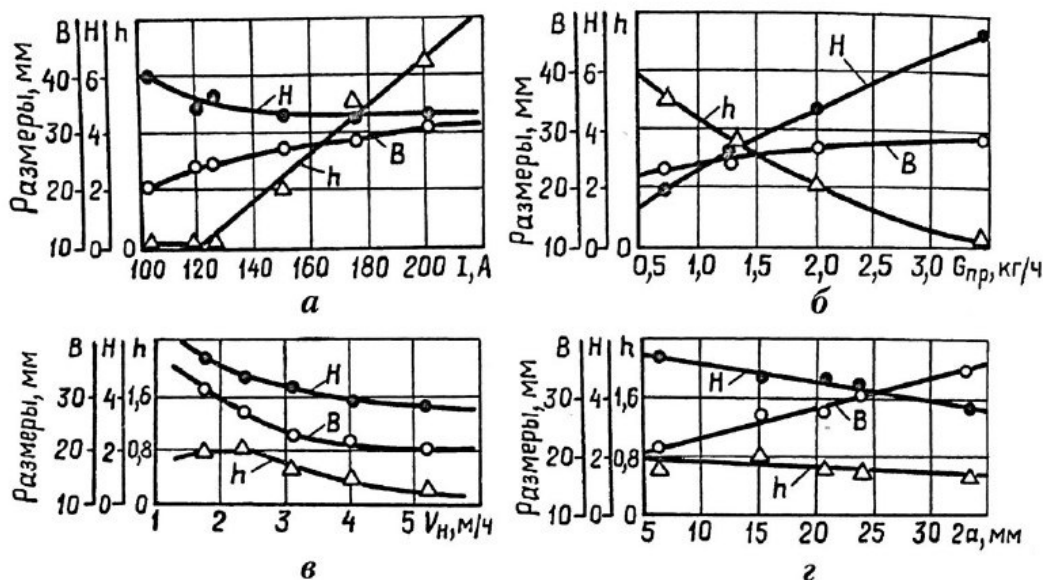 B H h
Размеры, мм
40 6
30 4
20 2
10 0 0
H
B
h
100 120 140 160 180 200 I, A
а
B H h
Размеры, мм
40 6
30 4
20 2
10 0 0
H
h
B
0,5 1,0 1,5 2,0 2,5 3,0 Gпр, кг/ч
б
B H h
Размеры, мм
30 4 1,6
20 2 0,8
10 0 0
H
B
h
1 2 3 4 5 Vн, м/ч
в
B H h
Размеры, мм
30 4 1,6
20 2 0,8
10 0 0
H
B
h
5 10 15 20 25 30 2a, мм
г